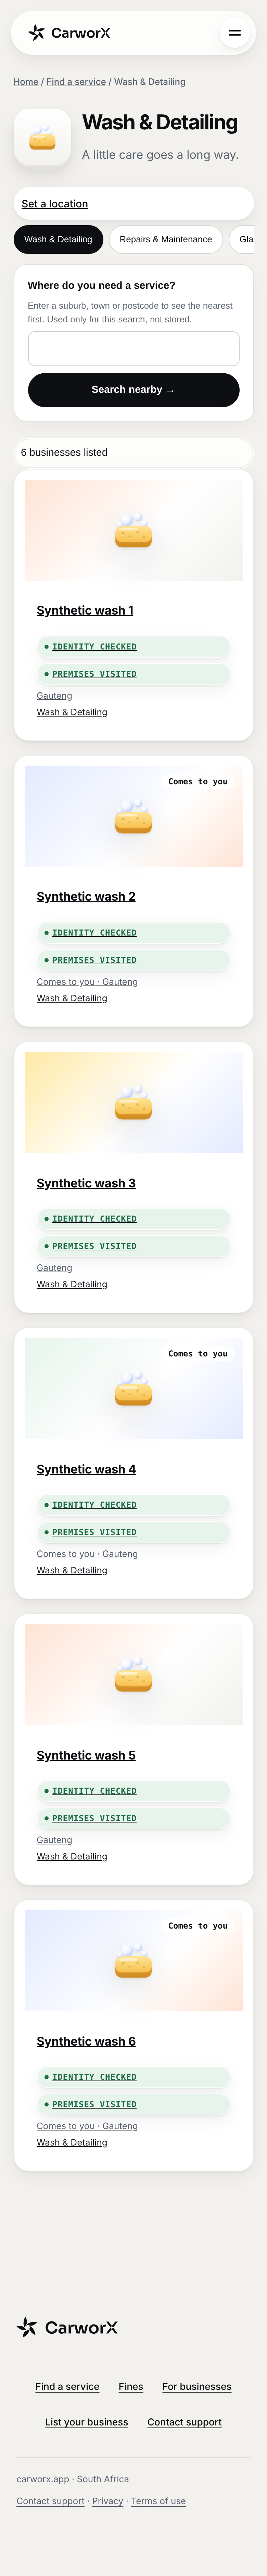 CarworX
Home / Find a service / Wash & Detailing
Wash & Detailing
A little care goes a long way.
Set a location
Wash & Detailing
Repairs & Maintenance
Gla
Where do you need a service?
Enter a suburb, town or postcode to see the nearest
first. Used only for this search, not stored.
Search nearby →
6 businesses listed
Synthetic wash 1
IDENTITY CHECKED
PREMISES VISITED
Gauteng
Wash & Detailing
Comes to you
Synthetic wash 2
IDENTITY CHECKED
PREMISES VISITED
Comes to you · Gauteng
Wash & Detailing
Synthetic wash 3
IDENTITY CHECKED
PREMISES VISITED
Gauteng
Wash & Detailing
Comes to you
Synthetic wash 4
IDENTITY CHECKED
PREMISES VISITED
Comes to you · Gauteng
Wash & Detailing
Synthetic wash 5
IDENTITY CHECKED
PREMISES VISITED
Gauteng
Wash & Detailing
Comes to you
Synthetic wash 6
IDENTITY CHECKED
PREMISES VISITED
Comes to you · Gauteng
Wash & Detailing
CarworX
Find a service
Fines
For businesses
List your business
Contact support
carworx.app · South Africa
Contact support · Privacy · Terms of use